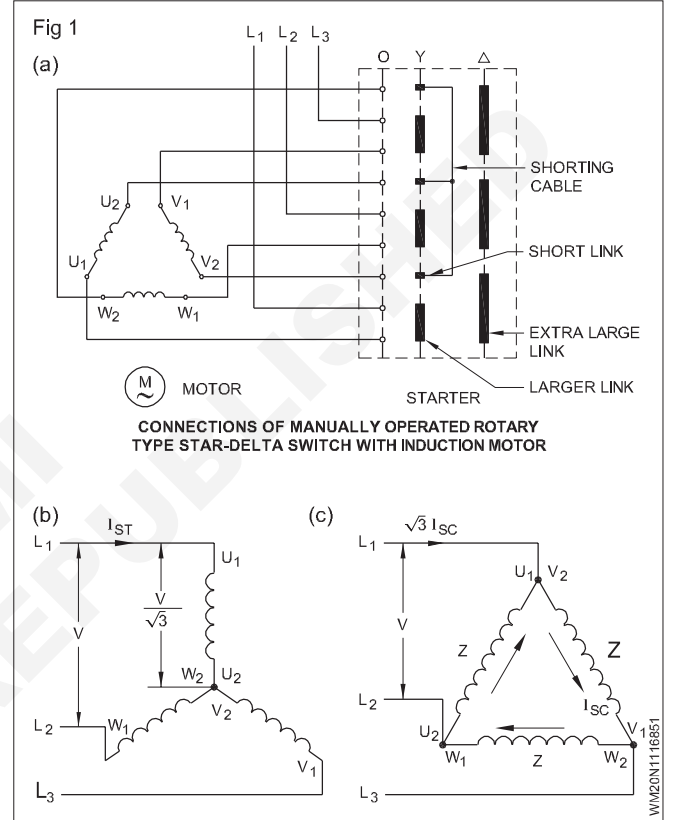 Fig 1
(a)
L1 L2 L3
O Y △
SHORTING
CABLE
U2 V1
SHORT LINK
U1 V2
W2 W1
EXTRA LARGE
LINK
M
~
MOTOR
STARTER
LARGER LINK
CONNECTIONS OF MANUALLY OPERATED ROTARY
TYPE STAR-DELTA SWITCH WITH INDUCTION MOTOR
(b)
L1
IST
U1
V
V
√3
W2 U2
V2
L2
W1
V1
L3
(c)
√3 ISC
L1
U1 V2
V
Z Z
L2
ISC
U2
V1
W1 Z W2
L3
WM20N1116851
MI
REPUBLISHED